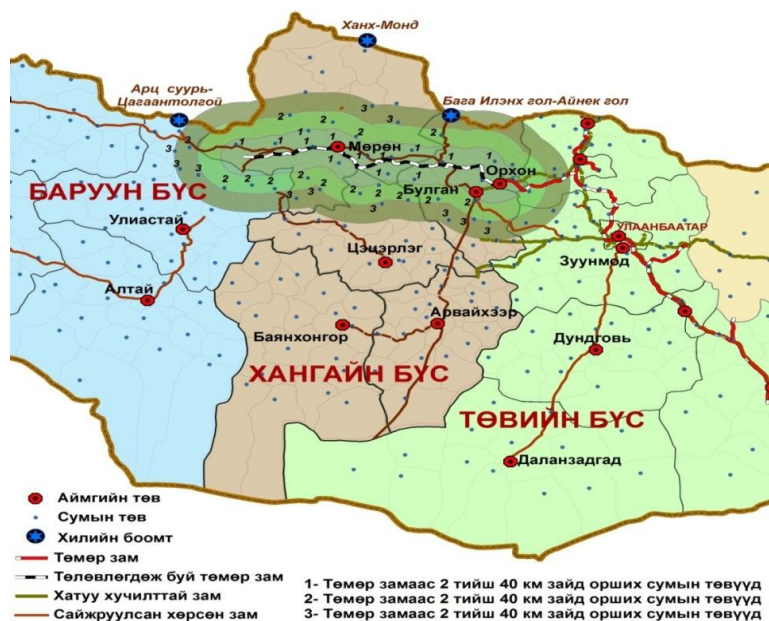 Ханх-Монд
Арц суурь-
Цагаантолгой
Бага Илэнх гол-Айнек гол
Мөрөн
Орхон
Булган
БАРУУН БҮС
Улиастай
УЛААНБААТАР
Цэцэрлэг
Зуунмод
Алтай
Арвайхээр
Баянхонгор
Дундговь
ХАНГАЙН БҮС
ТӨВИЙН БҮС
Даланзадгад
Аймгийн төв
Сумын төв
Хилийн боомт
Төмөр зам
Төлөвлөгдөж буй төмөр зам
Хатуу хучилттай зам
Сайжруулсан хөрсөн зам
1- Төмөр замаас 2 тийш 40 км зайд орших сумын төвүүд
2- Төмөр замаас 2 тийш 40 км зайд орших сумын төвүүд
3- Төмөр замаас 2 тийш 40 км зайд орших сумын төвүүд